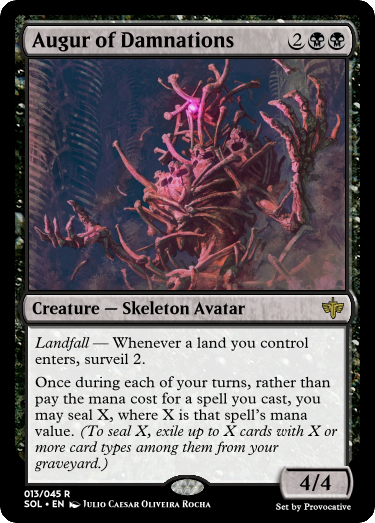 Augur of Damnations 2
Creature — Skeleton Avatar
Landfall — Whenever a land you control
enters, surveil 2.
Once during each of your turns, rather than
pay the mana cost for a spell you cast, you
may seal X, where X is that spell's mana
value. (To seal X, exile up to X cards with X or
more card types among them from your
graveyard.)
4/4
013/045 R
SOL • EN Julio Caesar Oliveira Rocha
Set by Provocative